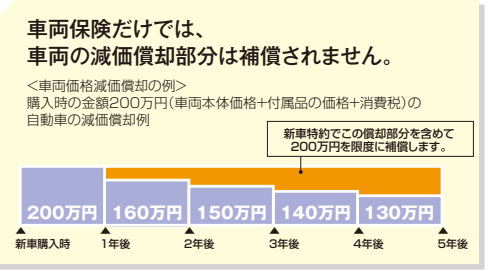 車両保険だけでは、
車両の減価償却部分は補償されません。
＜車両価格減価償却の例＞
購入時の金額200万円（車両本体価格+付属品の価格+消費税）の
自動車の減価償却例
新車特約でこの償却部分を含めて
200万円を限度に補償します。
200万円 160万円 150万円 140万円 130万円
新車購入時 1年後 2年後 3年後 4年後 5年後